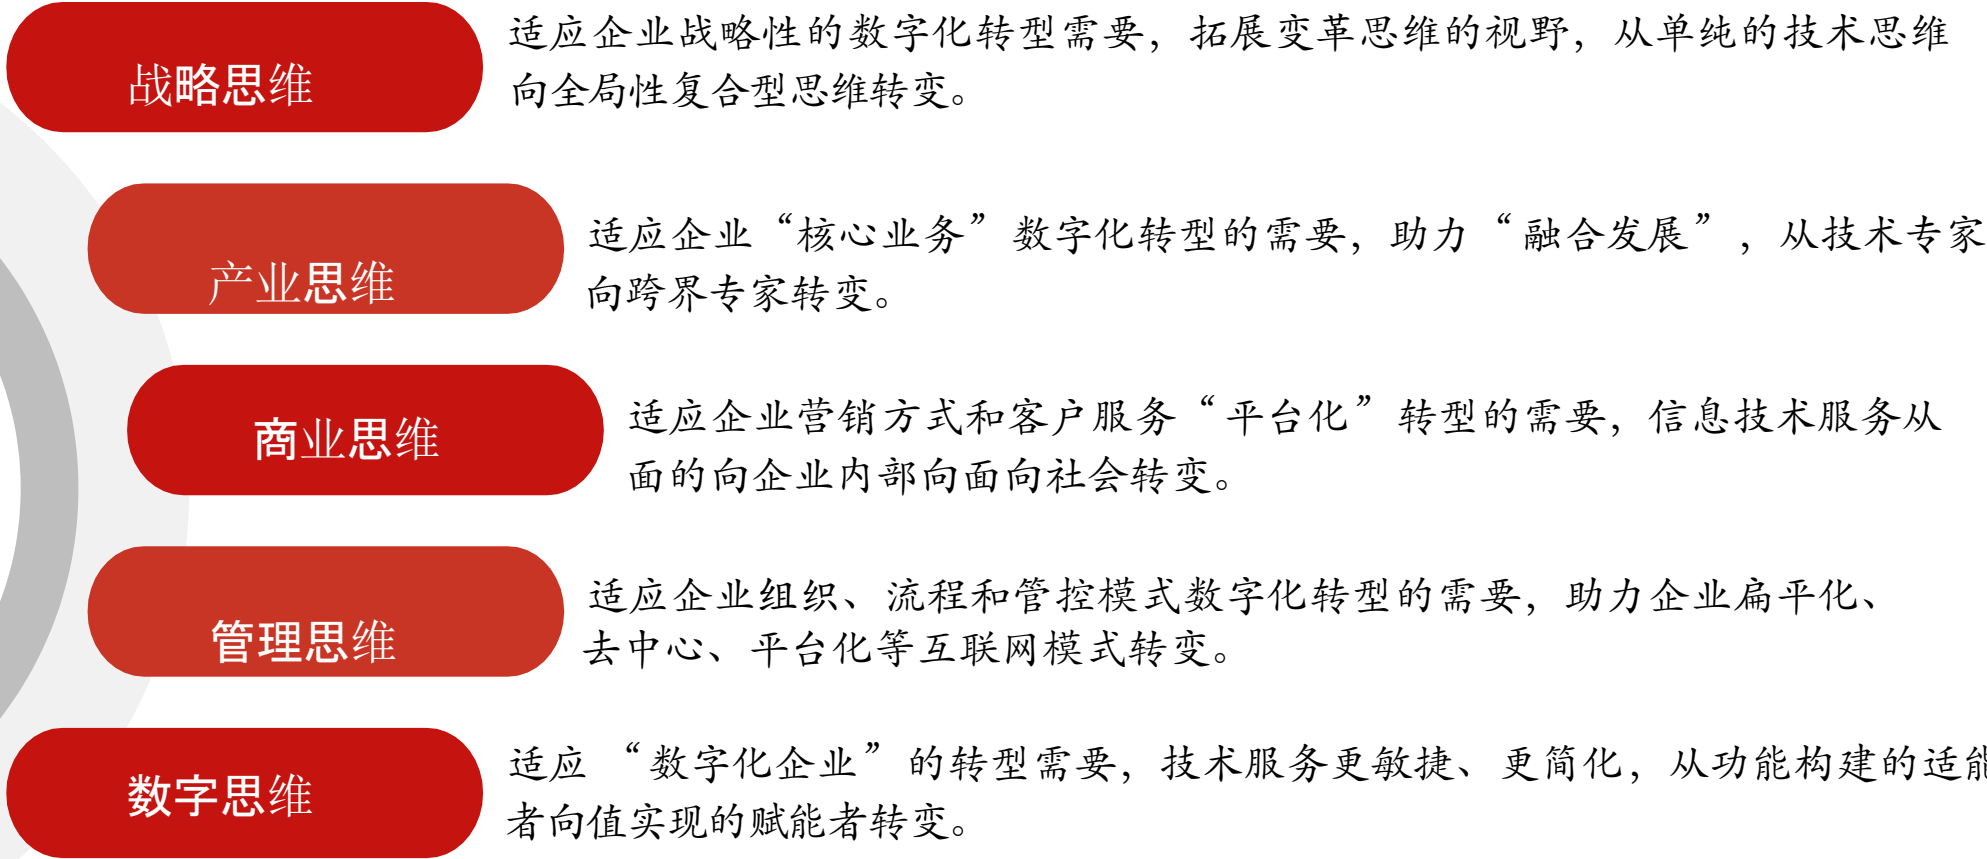 战略思维
适应企业战略性的数字化转型需要，拓展变革思维的视野，从单纯的技术思维
向全局性复合型思维转变。
产业思维
适应企业“核心业务”数字化转型的需要，助力“融合发展”，从技术专家
向跨界专家转变。
商业思维
适应企业营销方式和客户服务“平台化”转型的需要，信息技术服务从
面的向企业内部向面向社会转变。
管理思维
适应企业组织、流程和管控模式数字化转型的需要，助力企业扁平化、
去中心、平台化等互联网模式转变。
数字思维
适应 “数字化企业”的转型需要，技术服务更敏捷、更简化，从功能构建的适能
者向值实现的赋能者转变。